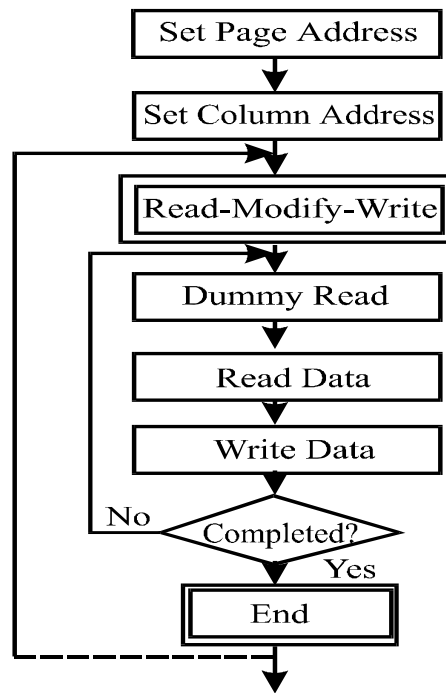 Set Page Address
Set Column Address
Read-Modify-Write
Dummy Read
Read Data
Write Data
No
Completed?
Yes
End